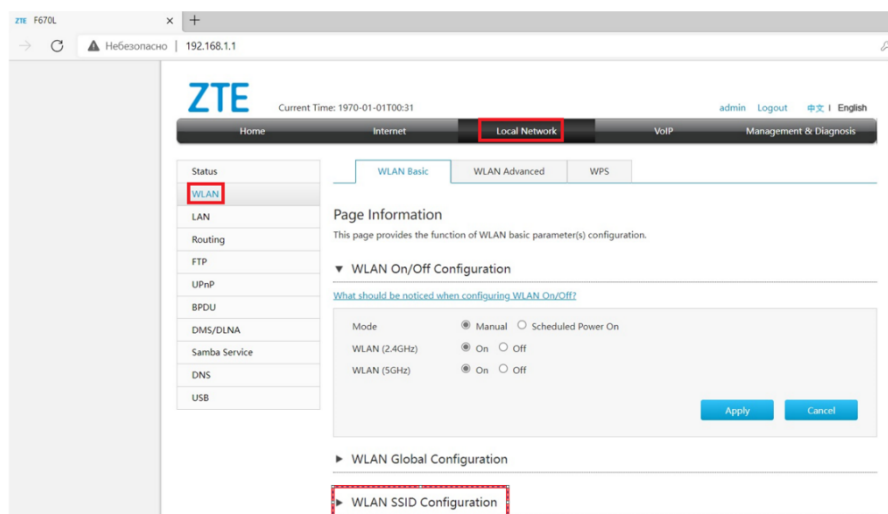 ZTE F670L
Небезопасно | 192.168.1.1
ZTE
Current Time: 1970-01-01T00:31
admin Logout 中文 | English
Home Internet Local Network VoIP Management & Diagnosis
Status
WLAN
LAN
Routing
FTP
UPnP
BPDU
DMS/DLNA
Samba Service
DNS
USB
WLAN Basic WLAN Advanced WPS
Page Information
This page provides the function of WLAN basic parameter(s) configuration.
WLAN On/Off Configuration
What should be noticed when configuring WLAN On/Off?
Mode Manual Scheduled Power On
WLAN (2.4GHz) On Off
WLAN (5GHz) On Off
Apply Cancel
WLAN Global Configuration
WLAN SSID Configuration